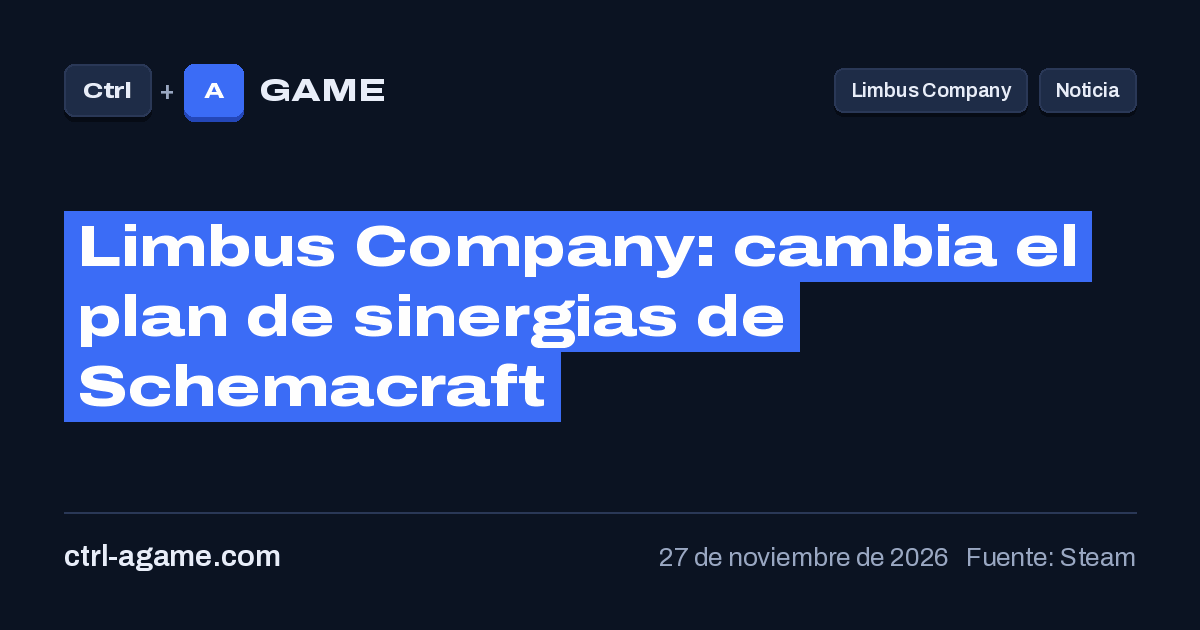 Ctrl + A GAME
Limbus Company Noticia
Limbus Company: cambia el
plan de sinergias de
Schemacraft
ctrl-agame.com
27 de noviembre de 2026 Fuente: Steam